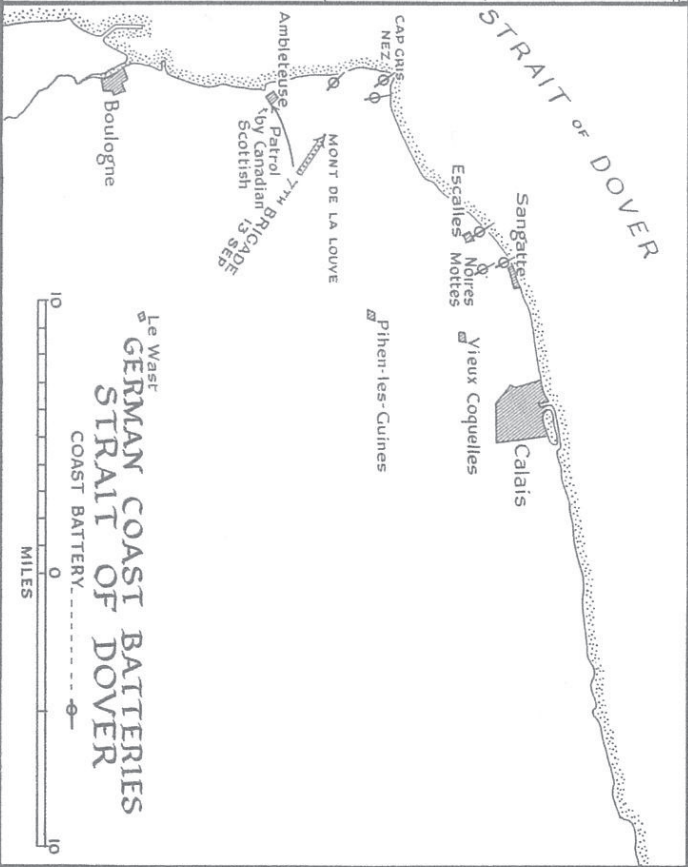 STRAIT OF DOVER
CAP GRIS
NEZ
Ambleteuse
Boulogne
Patrol
by Canadian
Scottish
7TH BRIGADE
13 SEP
MONT DE LA LOUVE
Escalles
Sangatte
Noires
Mottes
Vieux Coquelles
Calais
Pihen-les-Guines
Le Wast
GERMAN COAST BATTERIES
STRAIT OF DOVER
COAST BATTERY
10 0 10
MILES